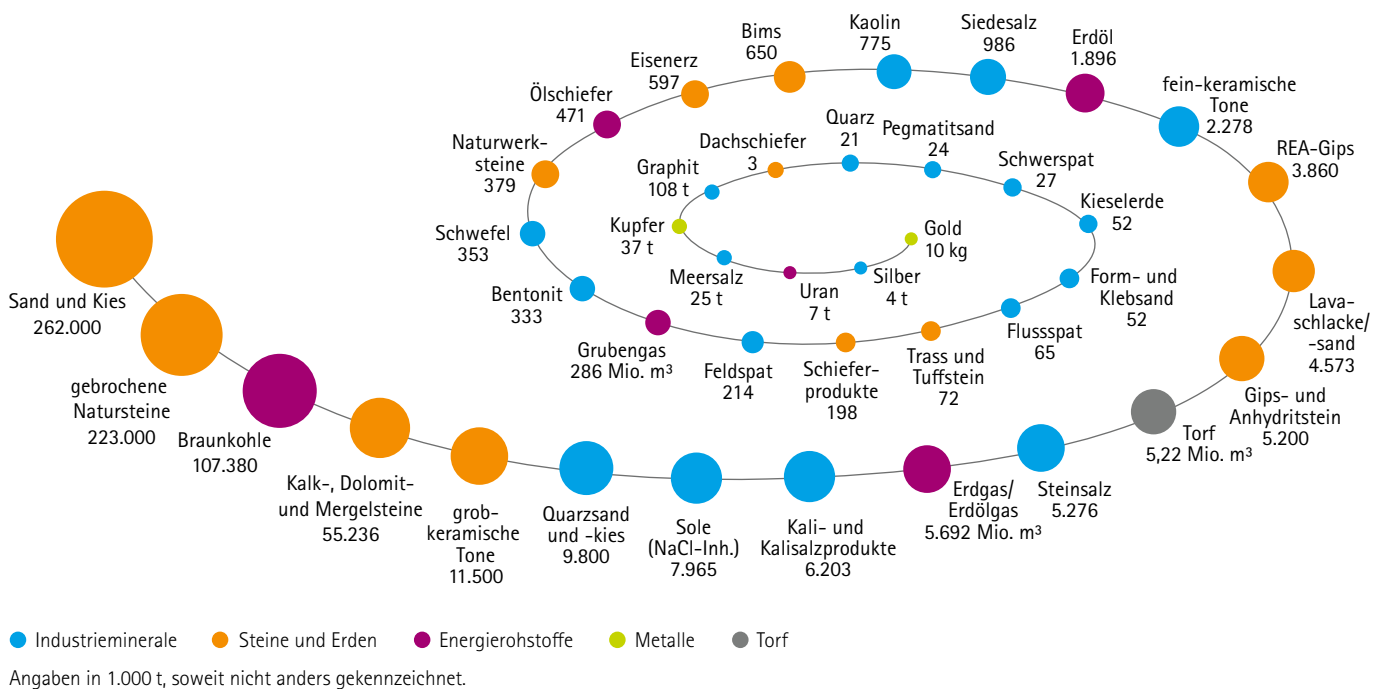 Sand und Kies
262.000
gebrochene
Natursteine
223.000
Braunkohle
107.380
Kalk-, Dolomit-
und Mergelsteine
55.236
grob-
keramische
Tone
11.500
Quarzsand
und -kies
9.800
Sole
(NaCl-Inh.)
7.965
Kali- und
Kalisalzprodukte
6.203
Erdgas/
Erdölgas
5.692 Mio. m³
Steinsalz
5.276
Torf
5,22 Mio. m³
Gips- und
Anhydritstein
5.200
Lava-
schlacke/
-sand
4.573
REA-Gips
3.860
fein-keramische
Tone
2.278
Erdöl
1.896
Siedesalz
986
Kaolin
775
Bims
650
Eisenerz
597
Ölschiefer
471
Naturwerk-
steine
379
Schwefel
353
Bentonit
333
Grubengas
286 Mio. m³
Feldspat
214
Schiefer-
produkte
198
Trass und
Tuffstein
72
Flussspat
65
Form- und
Klebsand
52
Kieselerde
52
Schwerspat
27
Pegmatitsand
24
Quarz
21
Dachschiefer
3
Graphit
108 t
Kupfer
37 t
Meersalz
25 t
Uran
7 t
Silber
4 t
Gold
10 kg
Industrieminerale
Steine und Erden
Energierohstoffe
Metalle
Torf
Angaben in 1.000 t, soweit nicht anders gekennzeichnet.